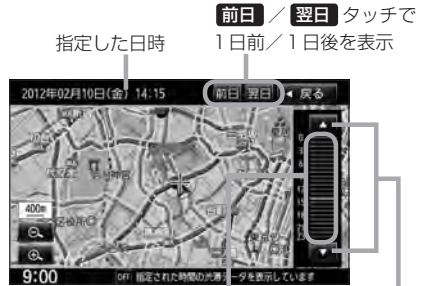 前日 ／ 翌日 タッチで
指定した日時
1日前／1日後を表示
2012年02月10日(金) 14:15
前日 翌日 ◀ 戻る
400m
9:00
OFF 指定された時間の渋滞データを表示しています